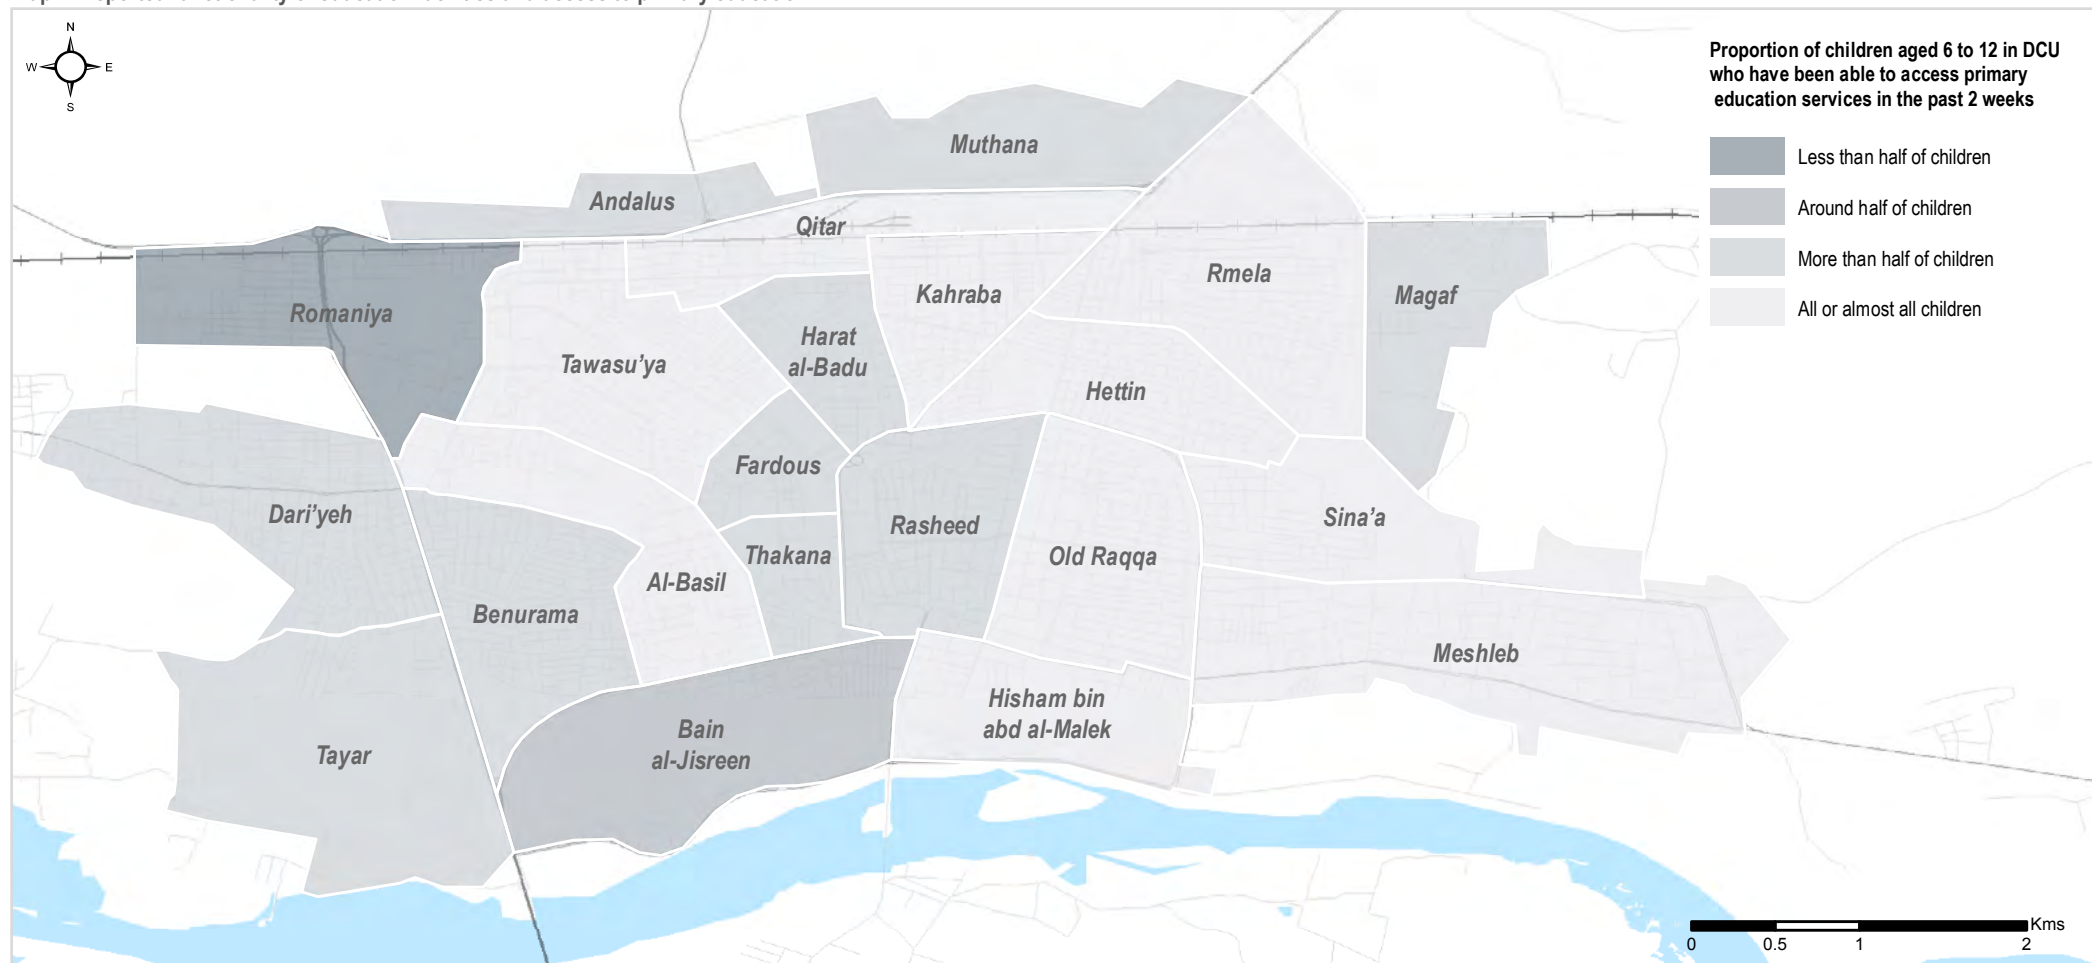 N
W E
S
Proportion of children aged 6 to 12 in DCU
who have been able to access primary
education services in the past 2 weeks
Less than half of children
Around half of children
More than half of children
All or almost all children
Muthana
Andalus
Qitar
Romaniya
Kahraba
Rmela
Magaf
Harat
al-Badu
Tawasu'ya
Hettin
Fardous
Dari'yeh
Rasheed
Sina'a
Thakana
Old Raqqa
Al-Basil
Benurama
Meshleb
Hisham bin
abd al-Malek
Bain
al-Jisreen
Tayar
Kms
0 0.5 1 2